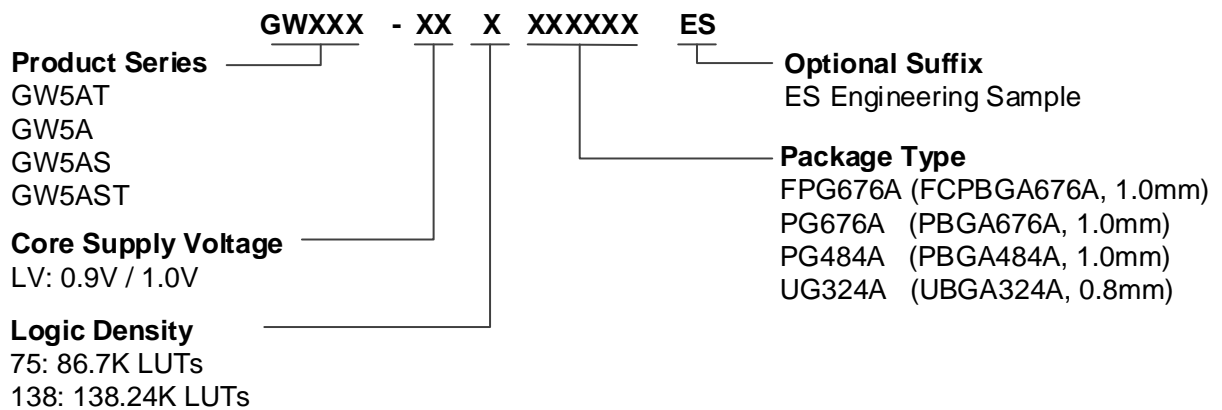 GWXXX - XX X XXXXXX ES
Product Series
GW5AT
GW5A
GW5AS
GW5AST
Core Supply Voltage
LV: 0.9V / 1.0V
Logic Density
75: 86.7K LUTs
138: 138.24K LUTs
Optional Suffix
ES Engineering Sample
Package Type
FPG676A (FCPBGA676A, 1.0mm)
PG676A (PBGA676A, 1.0mm)
PG484A (PBGA484A, 1.0mm)
UG324A (UBGA324A, 0.8mm)